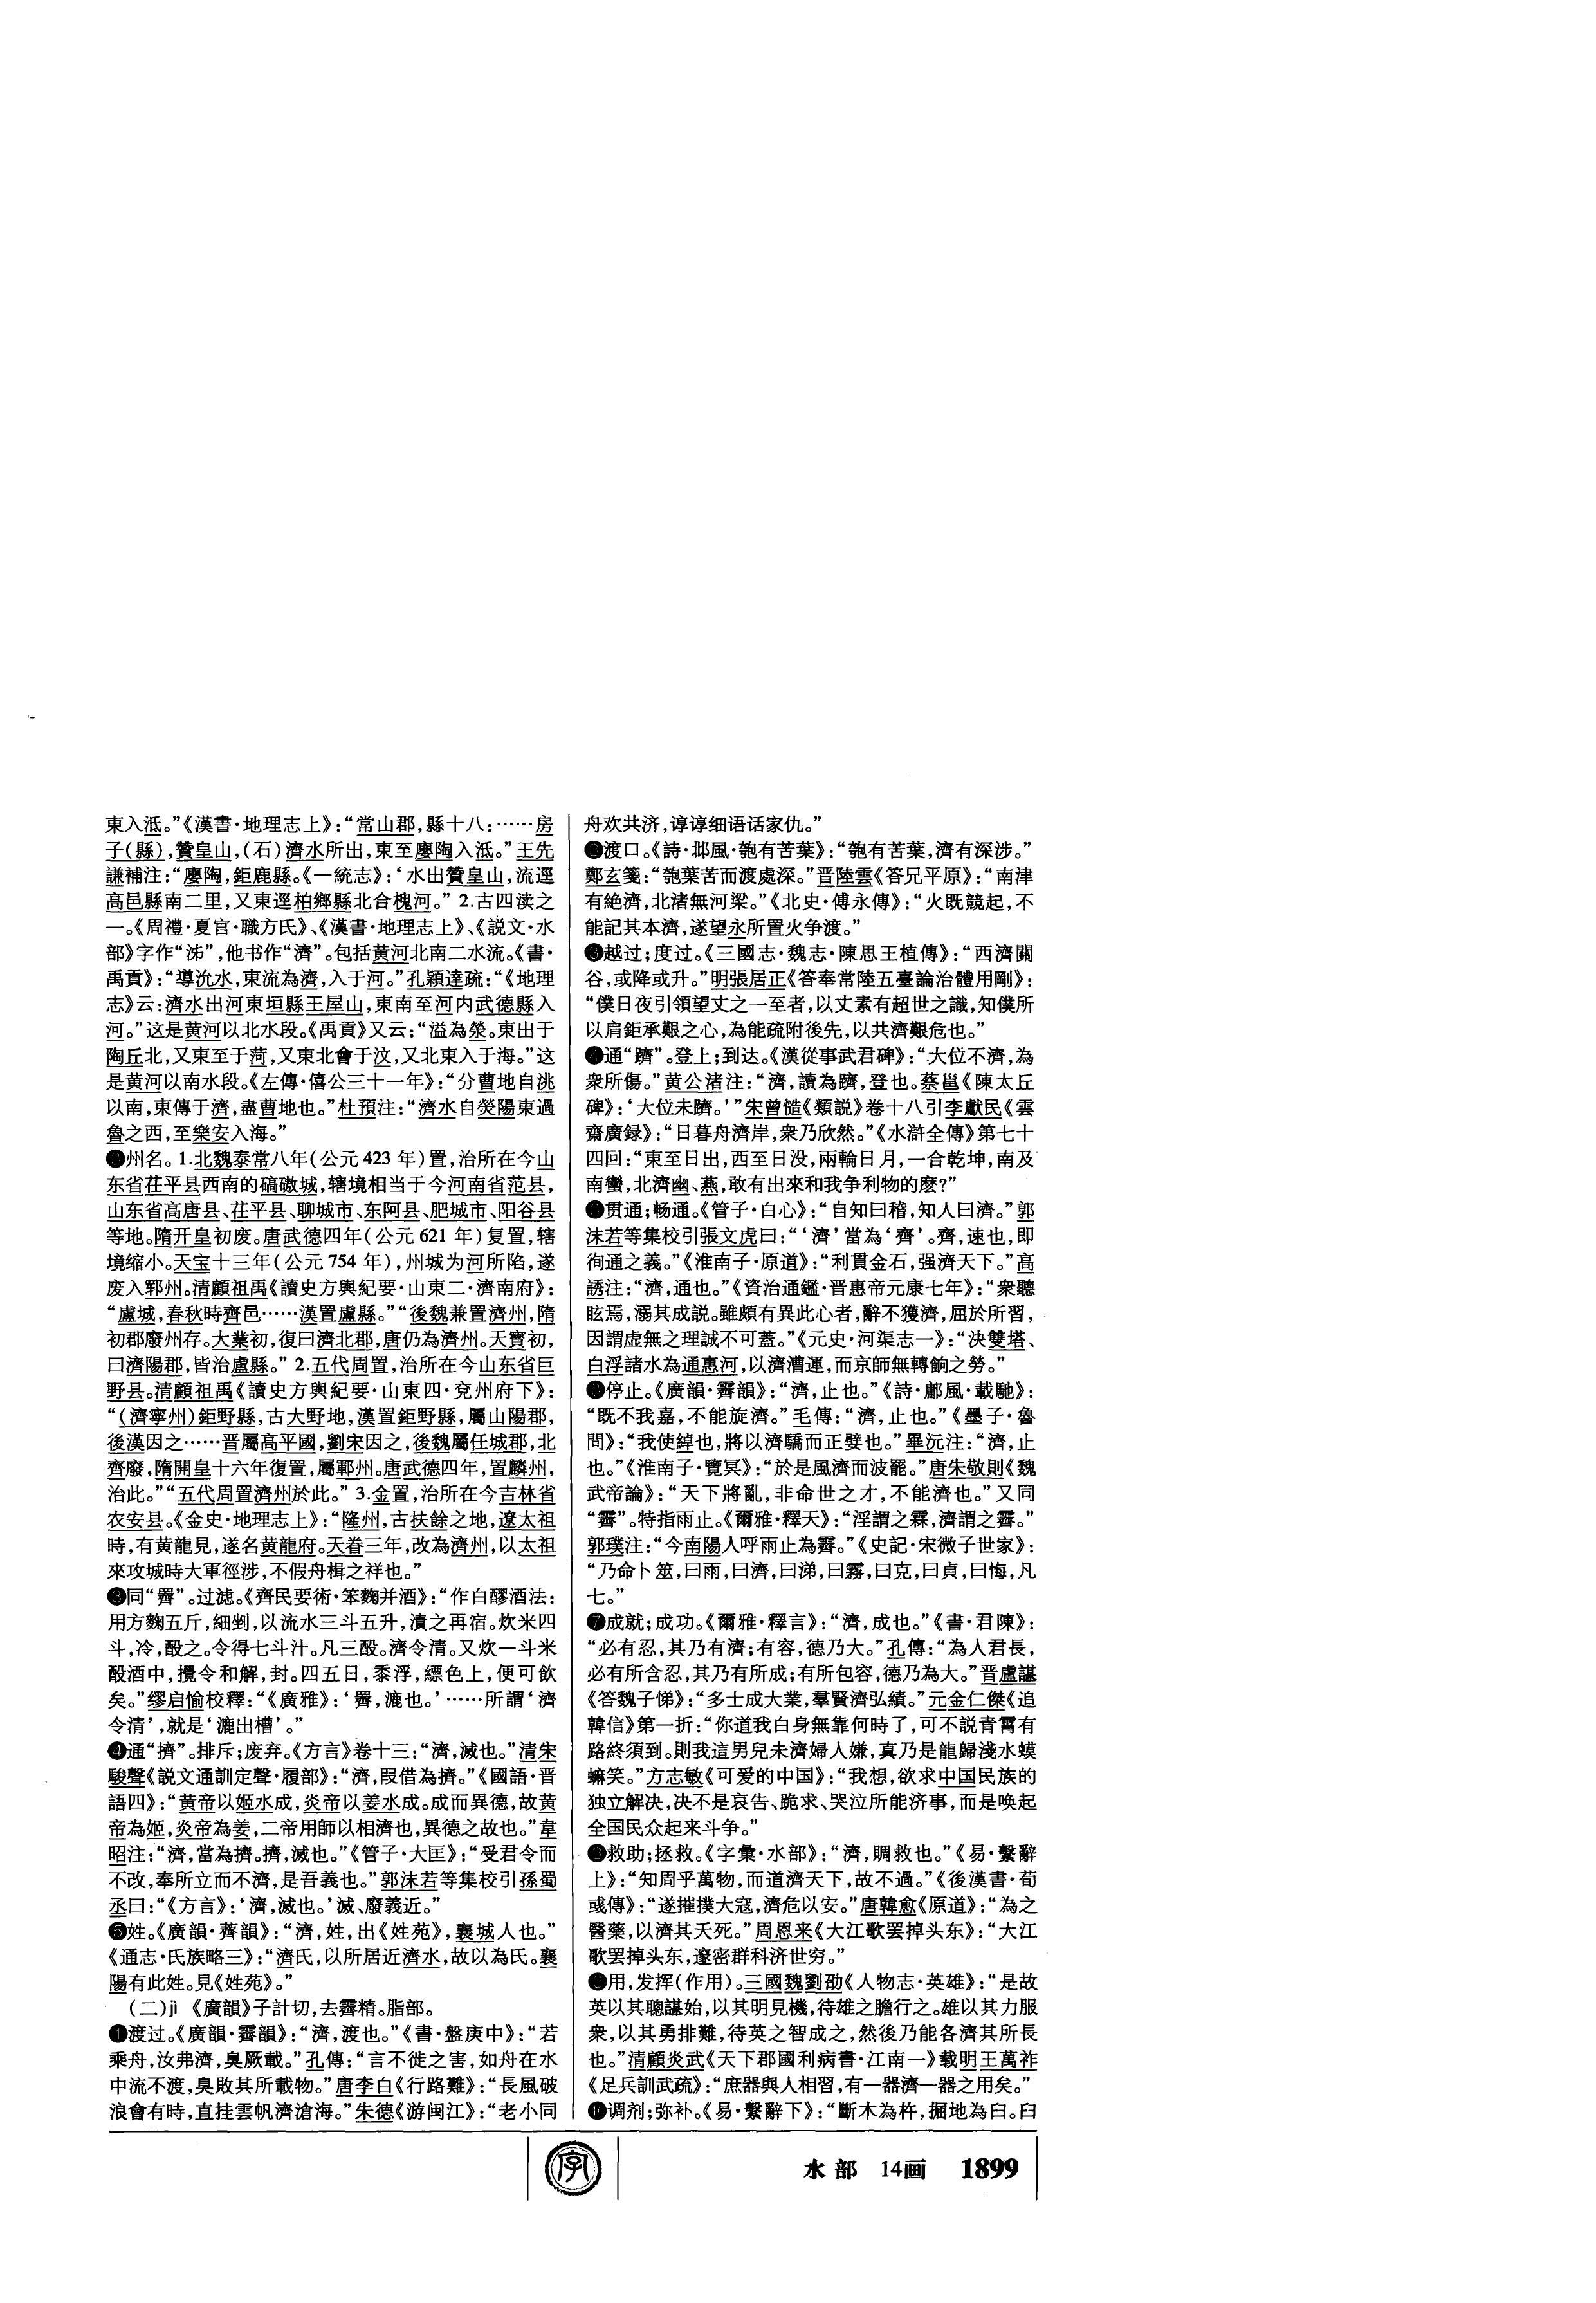 東入泜。”《漢書·地理志上》：“常山郡，縣十八：……房
子（縣），贊皇山，（石）濟水所出，東至廮陶入泜。”王先
謙補注：“廮陶，鉅鹿縣。《一統志》：‘水出贊皇山，流逕
高邑縣南二里，又東逕柏鄉縣北合槐河。” 2.古四渎之
一。《周禮·夏官·職方氏》、《漢書·地理志上》、《説文·水
部》字作“泲”，他书作“濟”。包括黄河北南二水流。《書·
禹貢》：“導沇水，東流為濟，入于河。”孔穎達疏：“《地理
志》云：濟水出河東垣縣王屋山，東南至河内武德縣入
河。”这是黄河以北水段。《禹貢》又云：“溢為滎。東出于
陶丘北，又東至于菏，又東北會于汶，又北東入于海。”这
是黄河以南水段。《左傳·僖公三十一年》：“分曹地自洮
以南，東傅于濟，盡曹地也。”杜預注：“濟水自熒陽東過
魯之西，至樂安入海。”
❷州名。1.北魏泰常八年（公元 423 年）置，治所在今山
东省茌平县西南的碻磝城，辖境相当于今河南省范县，
山东省高唐县、茌平县、聊城市、东阿县、肥城市、阳谷县
等地。隋开皇初废。唐武德四年（公元 621 年）复置，辖
境缩小。天宝十三年（公元 754 年），州城为河所陷，遂
废入郓州。清顧祖禹《讀史方輿紀要·山東二·濟南府》：
“盧城，春秋時齊邑……漢置盧縣。”“後魏兼置濟州，隋
初郡廢州存。大業初，復曰濟北郡，唐仍為濟州。天寶初，
曰濟陽郡，皆治盧縣。” 2.五代周置，治所在今山东省巨
野县。清顧祖禹《讀史方輿紀要·山東四·兖州府下》：
“（濟寧州）鉅野縣，古大野地，漢置鉅野縣，屬山陽郡，
後漢因之……晋屬高平國，劉宋因之，後魏屬任城郡，北
齊廢，隋開皇十六年復置，屬鄆州。唐武德四年，置麟州，
治此。”“五代周置濟州於此。” 3.金置，治所在今吉林省
农安县。《金史·地理志上》：“隆州，古扶餘之地，遼太祖
時，有黄龍見，遂名黄龍府。天眷三年，改為濟州，以太祖
來攻城時大軍徑涉，不假舟楫之祥也。”
❸同“𦌾”。过滤。《齊民要術·笨麴并酒》：“作白醪酒法：
用方麴五斤，細剉，以流水三斗五升，漬之再宿。炊米四
斗，冷，酘之。令得七斗汁。凡三酘。濟令清。又炊一斗米
酘酒中，攪令和解，封。四五日，黍浮，縹色上，便可飲
矣。”缪启愉校釋：“《廣雅》：‘𦌾，漉也。’……所謂‘濟
令清’，就是‘漉出槽’。”
❹通“擠”。排斥；废弃。《方言》卷十三：“濟，滅也。”清朱
駿聲《説文通訓定聲·履部》：“濟，叚借為擠。”《國語·晋
語四》：“黄帝以姬水成，炎帝以姜水成。成而異德，故黄
帝為姬，炎帝為姜，二帝用師以相濟也，異德之故也。”韋
昭注：“濟，當為擠。擠，滅也。”《管子·大匡》：“受君令而
不改，奉所立而不濟，是吾義也。”郭沫若等集校引孫蜀
丞曰：“《方言》：‘濟，滅也。’滅、廢義近。”
❺姓。《廣韻·薺韻》：“濟，姓，出《姓苑》，襄城人也。”
《通志·氏族略三》：“濟氏，以所居近濟水，故以為氏。襄
陽有此姓。見《姓苑》。”
（二）jì 《廣韻》子計切，去霽精。脂部。
❶渡过。《廣韻·霽韻》：“濟，渡也。”《書·盤庚中》：“若
乘舟，汝弗濟，臭厥載。”孔傳：“言不徙之害，如舟在水
中流不渡，臭敗其所載物。”唐李白《行路難》：“長風破
浪會有時，直挂雲帆濟滄海。”朱德《游闽江》：“老小同
舟欢共济，谆谆细语话家仇。”
❷渡口。《詩·邶風·匏有苦葉》：“匏有苦葉，濟有深涉。”
鄭玄箋：“匏葉苦而渡處深。”晋陸雲《答兄平原》：“南津
有絶濟，北渚無河梁。”《北史·傅永傳》：“火既競起，不
能記其本濟，遂望永所置火争渡。”
❸越过；度过。《三國志·魏志·陳思王植傳》：“西濟關
谷，或降或升。”明張居正《答奉常陸五臺論治體用剛》：
“僕日夜引領望丈之一至者，以丈素有超世之識，知僕所
以肩鉅承艱之心，為能疏附後先，以共濟艱危也。”
❹通“躋”。登上；到达。《漢從事武君碑》：“大位不濟，為
衆所傷。”黄公渚注：“濟，讀為躋，登也。蔡邕《陳太丘
碑》：‘大位未躋。’”宋曾慥《類説》卷十八引李獻民《雲
齋廣録》：“日暮舟濟岸，衆乃欣然。”《水滸全傳》第七十
四回：“東至日出，西至日没，兩輪日月，一合乾坤，南及
南蠻，北濟幽、燕，敢有出來和我争利物的麽？”
贯通；畅通。《管子·白心》：“自知曰稽，知人曰濟。”郭
沫若等集校引張文虎曰：“‘濟’當為‘齊’。齊，速也，即
徇通之義。”《淮南子·原道》：“利貫金石，强濟天下。”高
誘注：“濟，通也。”《資治通鑑·晋惠帝元康七年》：“衆聽
眩焉，溺其成説。雖頗有異此心者，辭不獲濟，屈於所習，
因謂虚無之理誠不可蓋。”《元史·河渠志一》：“決雙塔、
白浮諸水為通惠河，以濟漕運，而京師無轉餉之勞。”
停止。《廣韻·霽韻》：“濟，止也。”《詩·鄘風·載馳》：
“既不我嘉，不能旋濟。”毛傳：“濟，止也。”《墨子·魯
問》：“我使綽也，將以濟驕而正嬖也。”畢沅注：“濟，止
也。”《淮南子·覽冥》：“於是風濟而波罷。”唐朱敬則《魏
武帝論》：“天下將亂，非命世之才，不能濟也。”又同
“霽”。特指雨止。《爾雅·釋天》：“淫謂之霖，濟謂之霽。”
郭璞注：“今南陽人呼雨止為霽。”《史記·宋微子世家》：
“乃命卜筮，曰雨，曰濟，曰涕，曰霧，曰克，曰貞，曰悔，凡
七。”
❼成就；成功。《爾雅·釋言》：“濟，成也。”《書·君陳》：
“必有忍，其乃有濟；有容，德乃大。”孔傳：“為人君長，
必有所含忍，其乃有所成；有所包容，德乃為大。”晋盧諶
《答魏子悌》：“多士成大業，羣賢濟弘績。”元金仁傑《追
韓信》第一折：“你道我白身無靠何時了，可不説青霄有
路終須到。則我這男兒未濟婦人嫌，真乃是龍歸淺水蟆
蟵笑。”方志敏《可爱的中国》：“我想，欲求中国民族的
独立解决，决不是哀告、跪求、哭泣所能济事，而是唤起
全国民众起来斗争。”
救助；拯救。《字彙·水部》：“濟，賙救也。”《易·繫辭
上》：“知周乎萬物，而道濟天下，故不過。”《後漢書·荀
彧傳》：“遂摧撲大寇，濟危以安。”唐韓愈《原道》：“為之
醫藥，以濟其夭死。”周恩来《大江歌罢掉头东》：“大江
歌罢掉头东，邃密群科济世穷。”
用，发挥（作用）。三國魏劉劭《人物志·英雄》：“是故
英以其聰謀始，以其明見機，待雄之膽行之。雄以其力服
衆，以其勇排難，待英之智成之，然後乃能各濟其所長
也。”清顧炎武《天下郡國利病書·江南一》载明王萬祚
《足兵訓武疏》：“庶器與人相習，有一器濟一器之用矣。”
❿调剂；弥补。《易·繫辭下》：“斷木為杵，掘地為臼。臼
字
水部 14画 1899